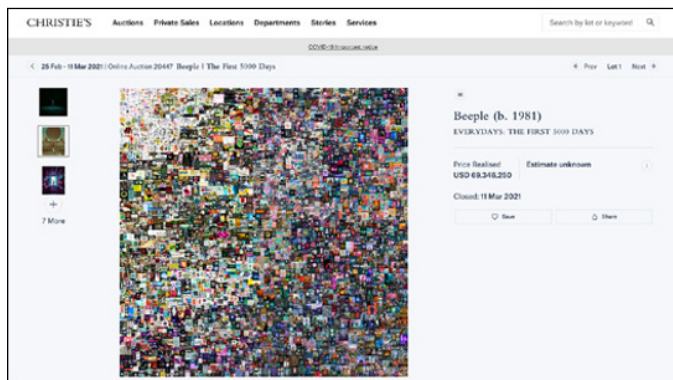 CHRISTIE'S
Auctions Private Sales Locations Departments Stories Services
Search by lot or keyword
COVID-19 Important notice
25 Feb - 11 Mar 2021 | Online Auction 20447 Beeple | The First 5000 Days
Prev Lot 1 Next
Beeple (b. 1981)
EVERYDAYS: THE FIRST 5000 DAYS
Price Realised Estimate unknown
USD 69,346,250
Closed: 11 Mar 2021
Save Share
7 More